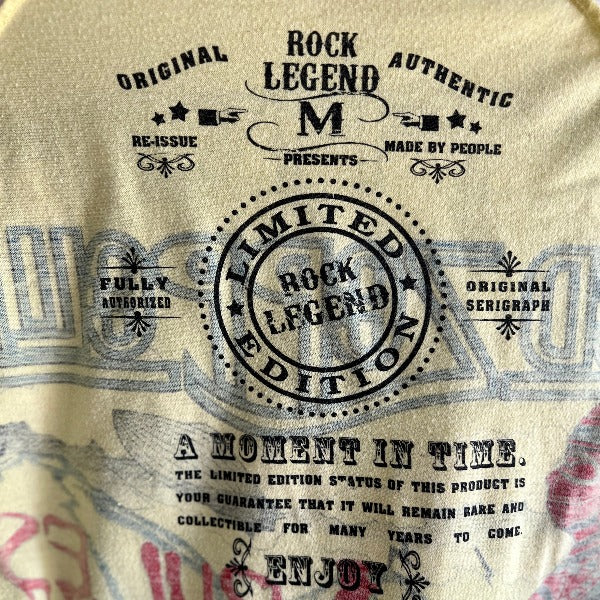 ORIGINAL
ROCK
LEGEND
AUTHENTIC
M
RE-ISSUE
PRESENTS
MADE BY PEOPLE
LIMITED
FULLY
AUTHORIZED
ROCK
LEGEND
ORIGINAL
SERIGRAPH
EDITION
A MOMENT IN TIME.
THE LIMITED EDITION STATUS OF THIS PRODUCT IS
YOUR GUARANTEE THAT IT WILL REMAIN RARE AND
COLLECTIBLE FOR MANY YEARS TO COME.
ENJOY